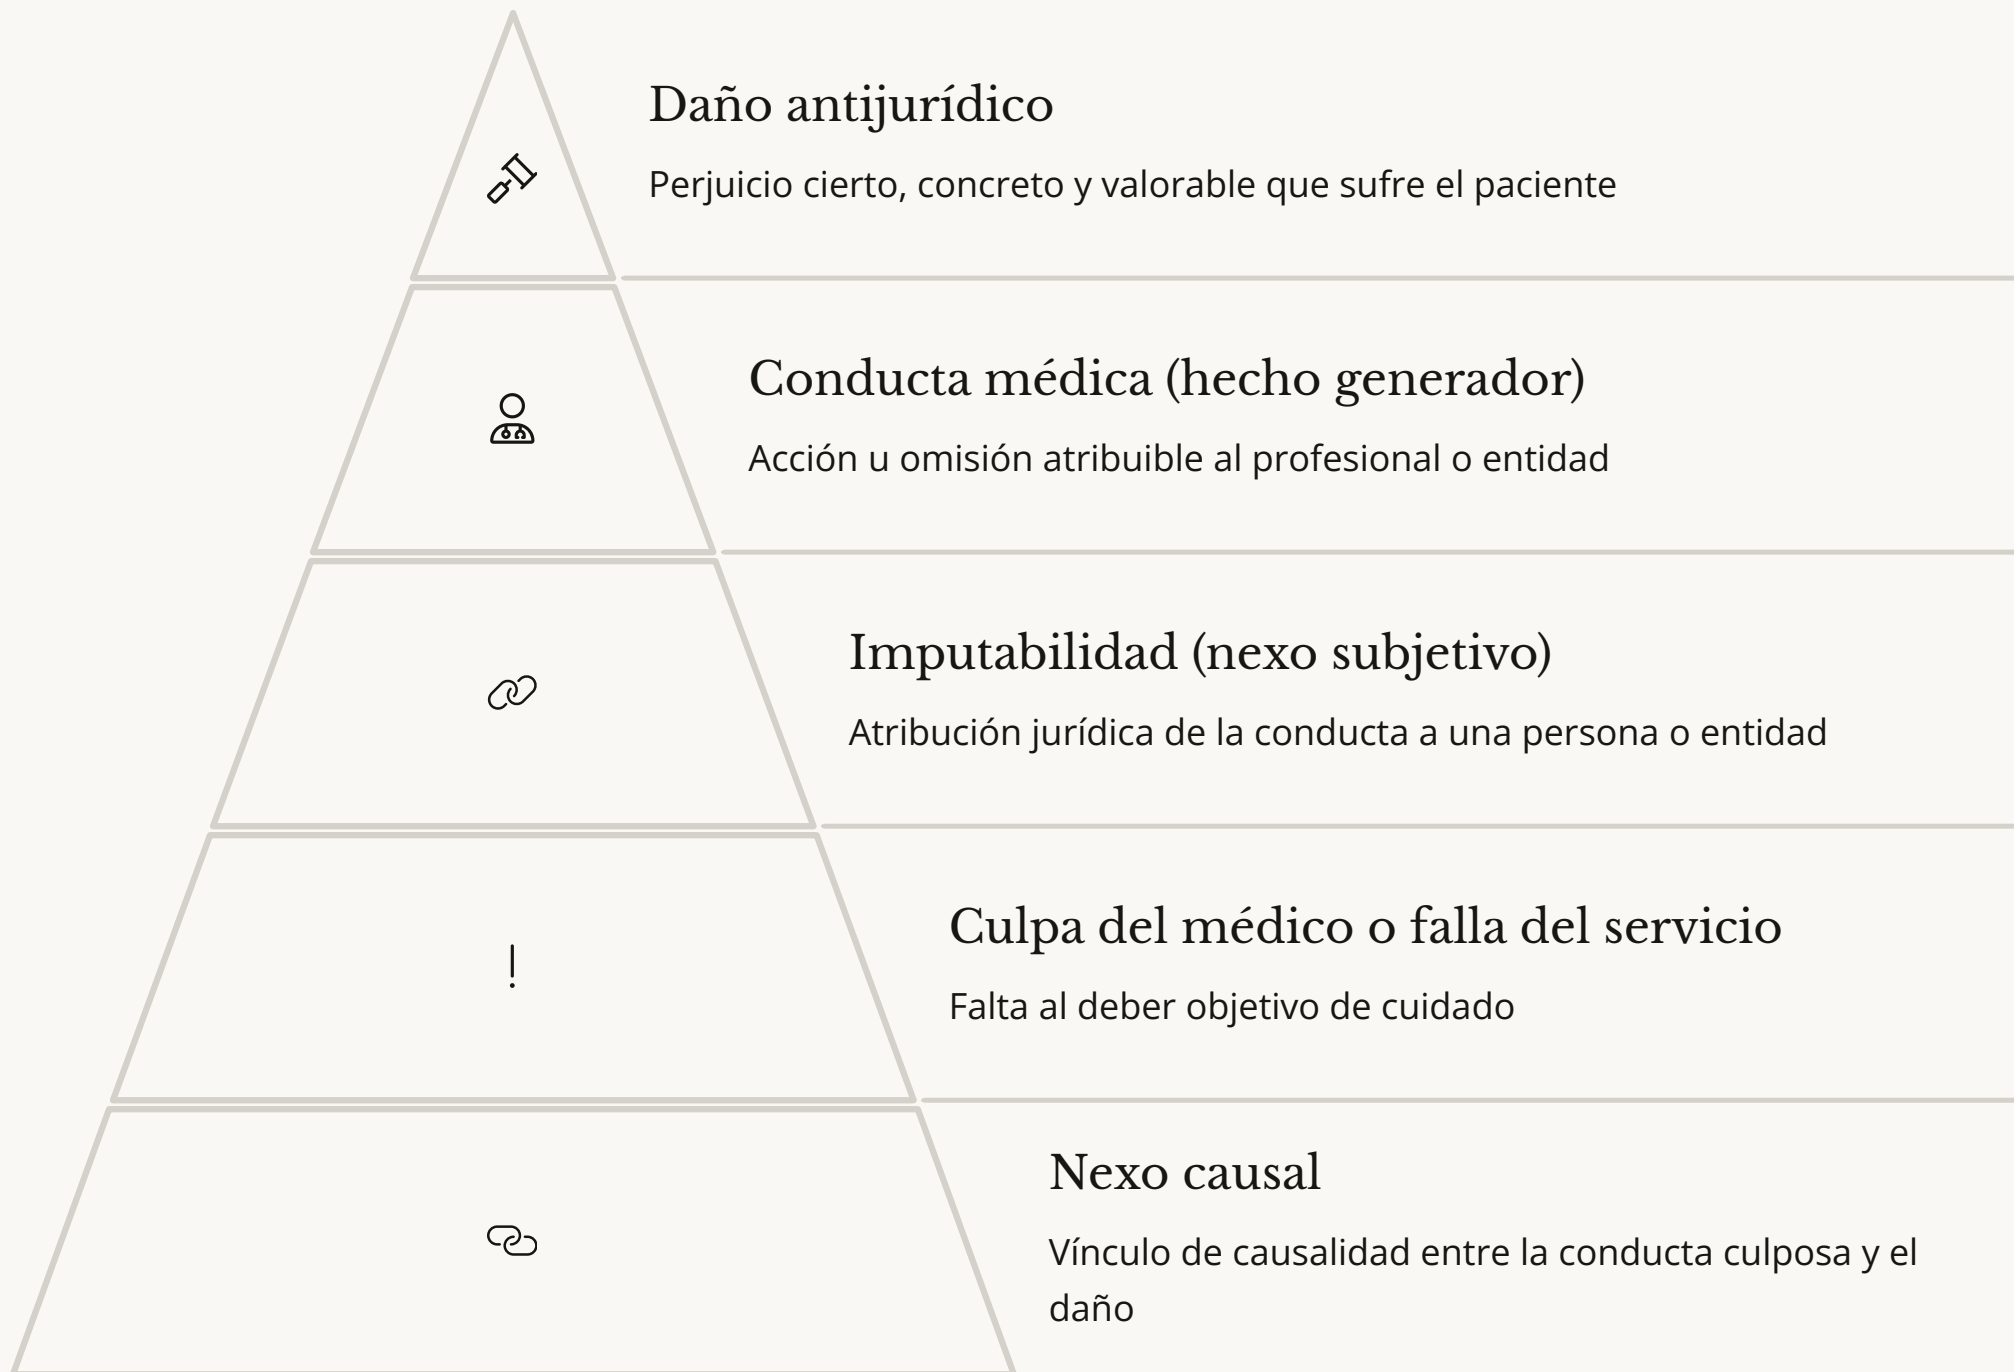 Daño antijurídico
Perjuicio cierto, concreto y valorable que sufre el paciente
Conducta médica (hecho generador)
Acción u omisión atribuible al profesional o entidad
Imputabilidad (nexo subjetivo)
Atribución jurídica de la conducta a una persona o entidad
Culpa del médico o falla del servicio
Falta al deber objetivo de cuidado
Nexo causal
Vínculo de causalidad entre la conducta culposa y el
daño